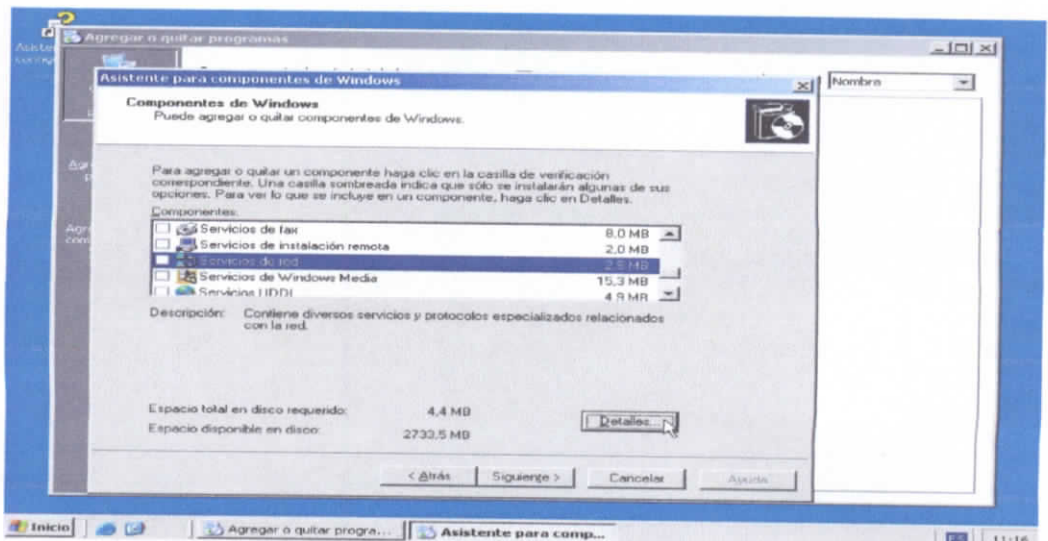 Agregar o quitar programas
Nombre
Asistente para componentes de Windows
Componentes de Windows
Puede agregar o quitar componentes de Windows.
Para agregar o quitar un componente haga clic en la casilla de verificación
correspondiente. Una casilla sombreada indica que sólo se instalarán algunas de sus
opciones. Para ver lo que se incluye en un componente, haga clic en Detalles.
Componentes:
Servicios de fax 8,0 MB
Servicios de instalación remota 2,0 MB
Servicios de red 2,6 MB
Servicios de Windows Media 15,3 MB
Servicios UDDI 4,9 MB
Descripción: Contiene diversos servicios y protocolos especializados relacionados
con la red.
Espacio total en disco requerido: 4,4 MB
Espacio disponible en disco: 2733,5 MB
Detalles...
< Atrás
Siguiente >
Cancelar
Ayuda
Inicio
Agregar o quitar progra...
Asistente para comp...
ES
11:16